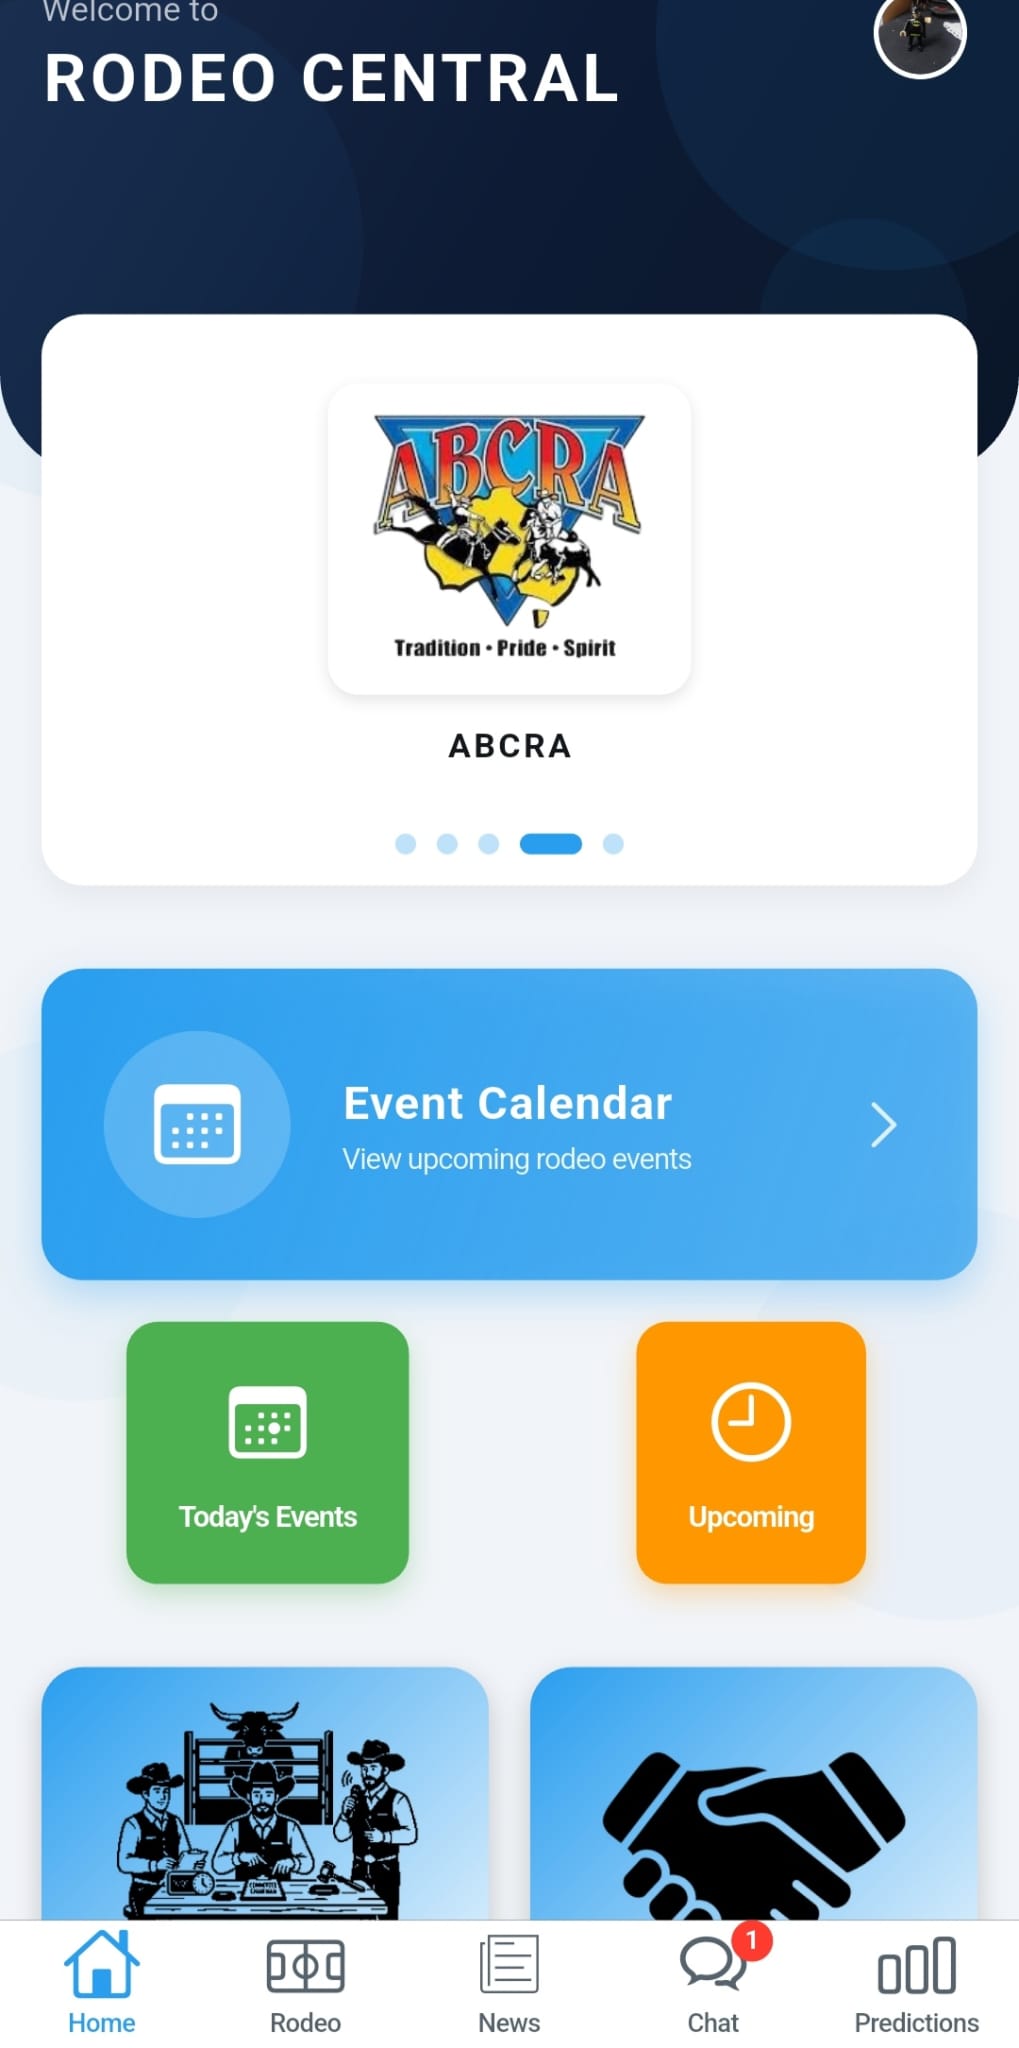 Welcome to
RODEO CENTRAL
ABCRA
Tradition • Pride • Spirit
ABCRA
Event Calendar
View upcoming rodeo events
Today's Events
Upcoming
1
Home
Rodeo
News
Chat
Predictions